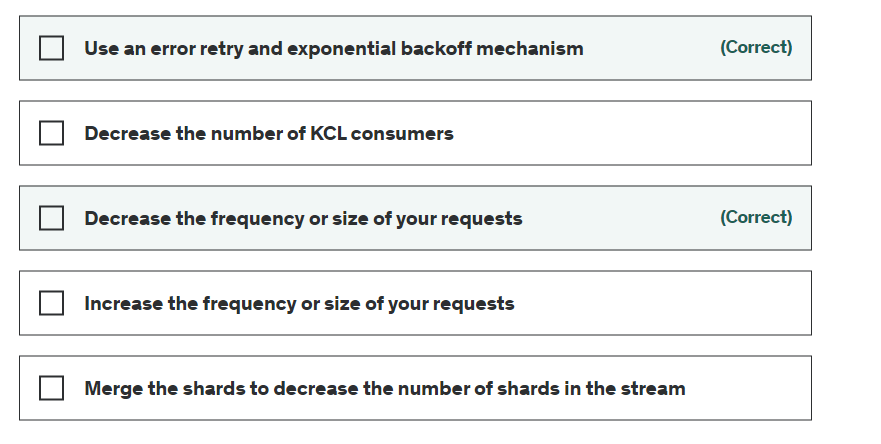 Use an error retry and exponential backoff mechanism (Correct)
Decrease the number of KCL consumers
Decrease the frequency or size of your requests (Correct)
Increase the frequency or size of your requests
Merge the shards to decrease the number of shards in the stream